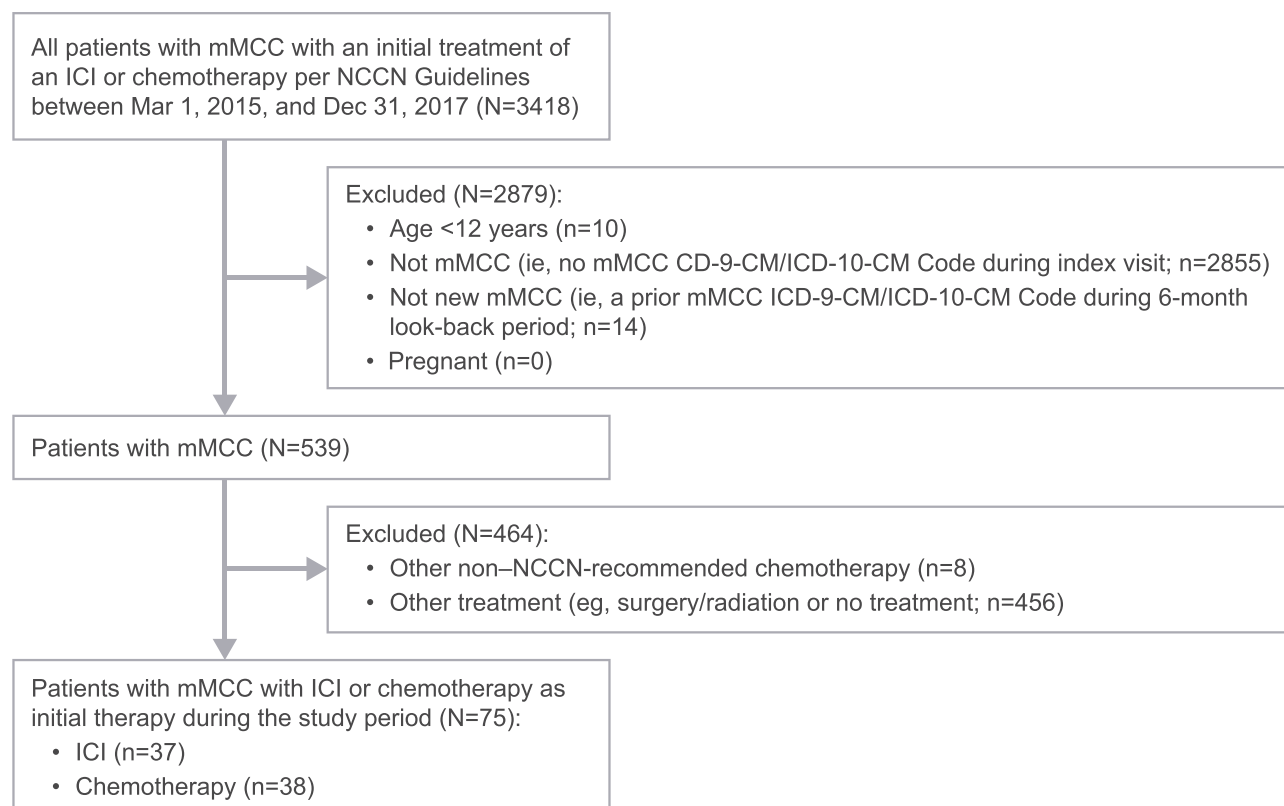 All patients with mMCC with an initial treatment of
an ICI or chemotherapy per NCCN Guidelines
between Mar 1, 2015, and Dec 31, 2017 (N=3418)
Excluded (N=2879):
• Age <12 years (n=10)
• Not mMCC (ie, no mMCC CD-9-CM/ICD-10-CM Code during index visit; n=2855)
• Not new mMCC (ie, a prior mMCC ICD-9-CM/ICD-10-CM Code during 6-month
look-back period; n=14)
• Pregnant (n=0)
Patients with mMCC (N=539)
Excluded (N=464):
• Other non–NCCN-recommended chemotherapy (n=8)
• Other treatment (eg, surgery/radiation or no treatment; n=456)
Patients with mMCC with ICI or chemotherapy as
initial therapy during the study period (N=75):
• ICI (n=37)
• Chemotherapy (n=38)